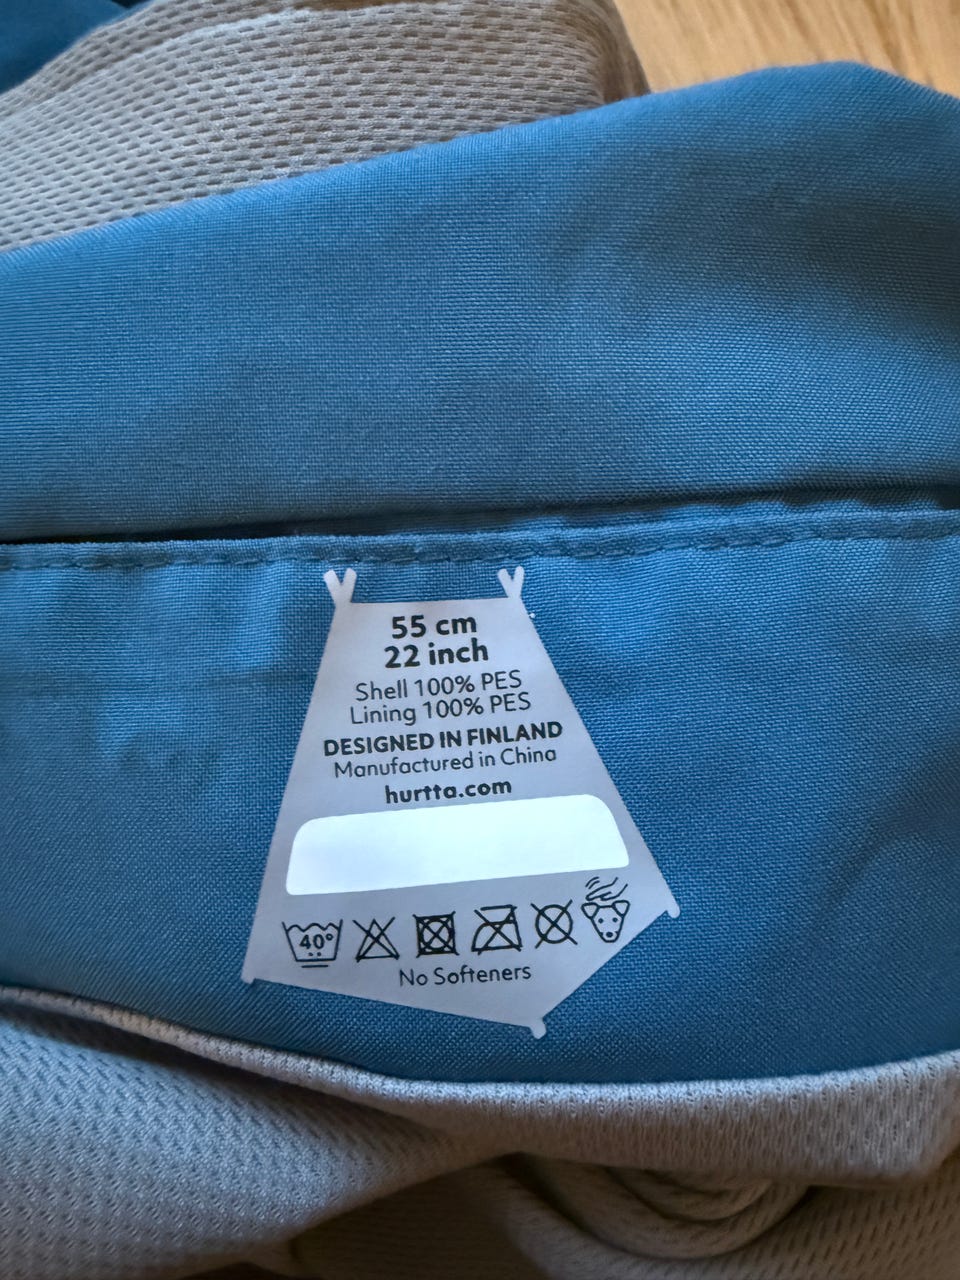 55 cm
22 inch
Shell 100% PES
Lining 100% PES
DESIGNED IN FINLAND
Manufactured in China
hurtta.com
40°
No Softeners